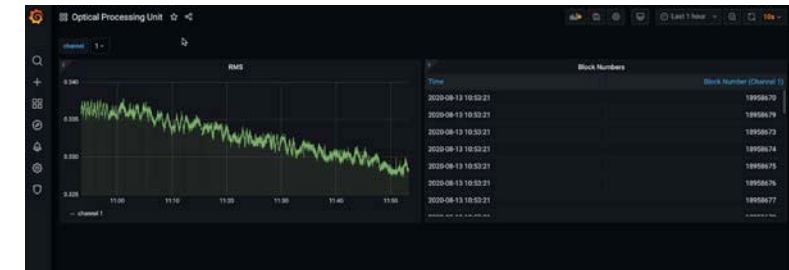 Optical Processing Unit
Last 1 hour
10s
channel 1
RMS
0.340
0.335
0.330
0.325
11:00 11:10 11:20 11:30 11:40 11:50
channel 1
Block Numbers
Time Block Number (Channel 1)
2020-08-13 10:53:21 18958670
2020-08-13 10:53:21 18958679
2020-08-13 10:53:21 18958673
2020-08-13 10:53:21 18958674
2020-08-13 10:53:21 18958675
2020-08-13 10:53:21 18958676
2020-08-13 10:53:21 18958677